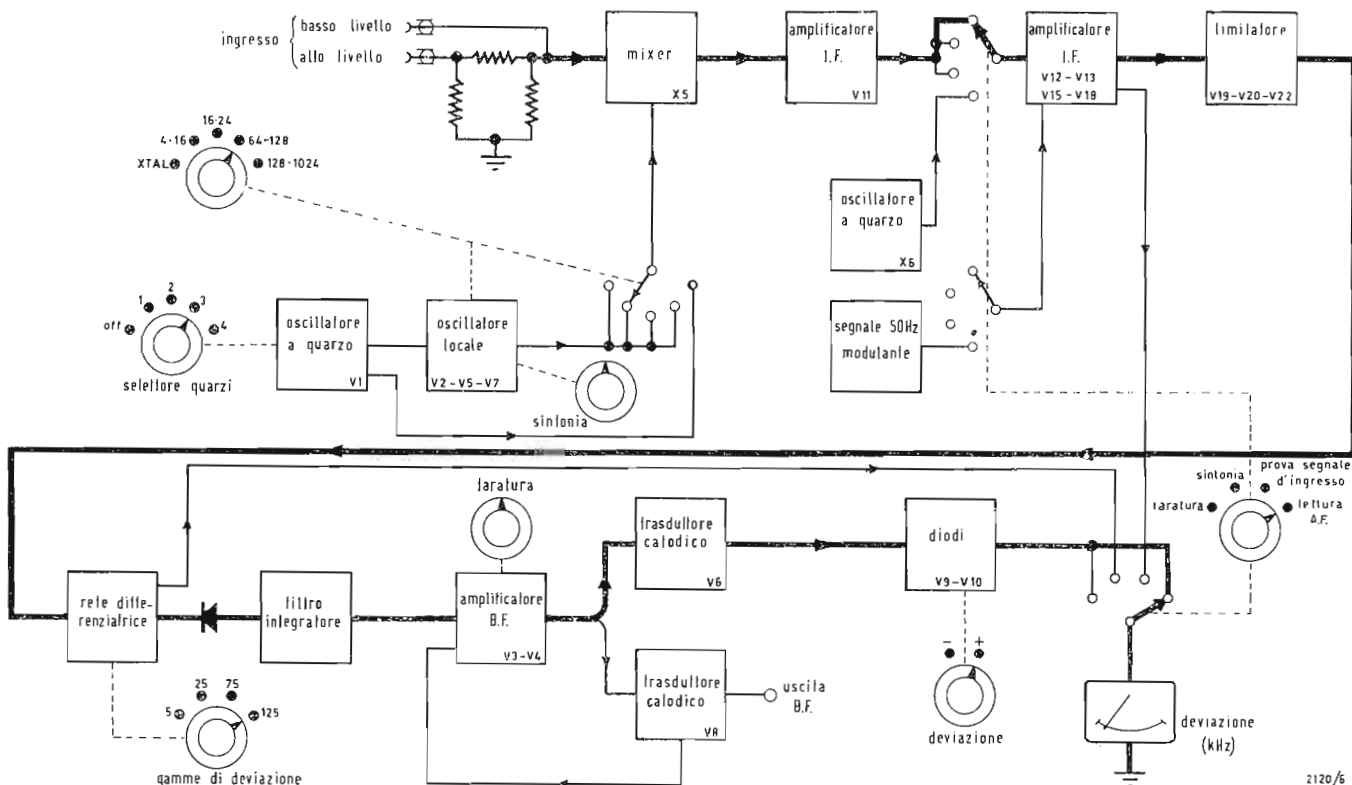 ingresso
basso livello
alto livello
mixer
X5
amplificatore
I.F.
V11
amplificatore
I.F.
V12-V13
V15-V18
limitatore
V19-V20-V22
XTAL
4-16
16-24
64-128
128-1024
oscillatore
a quarzo
X6
segnale 50Hz
modulante
off
1
2
3
4
selettore quarzi
oscillatore
a quarzo
V1
oscillatore
locale
V2-V5-V7
sintonia
taratura
sintonia
prova segnale
d'ingresso
lettura
A.F.
rete diffe-
renziatrice
filtro
integratore
taratura
amplificatore
B.F.
V3-V4
trasduttore
catodico
V6
trasduttore
catodico
V8
uscita
B.F.
diodi
V9-V10
-
+
deviazione
deviazione
(kHz)
5
25
75
125
gamme di deviazione
2120/6